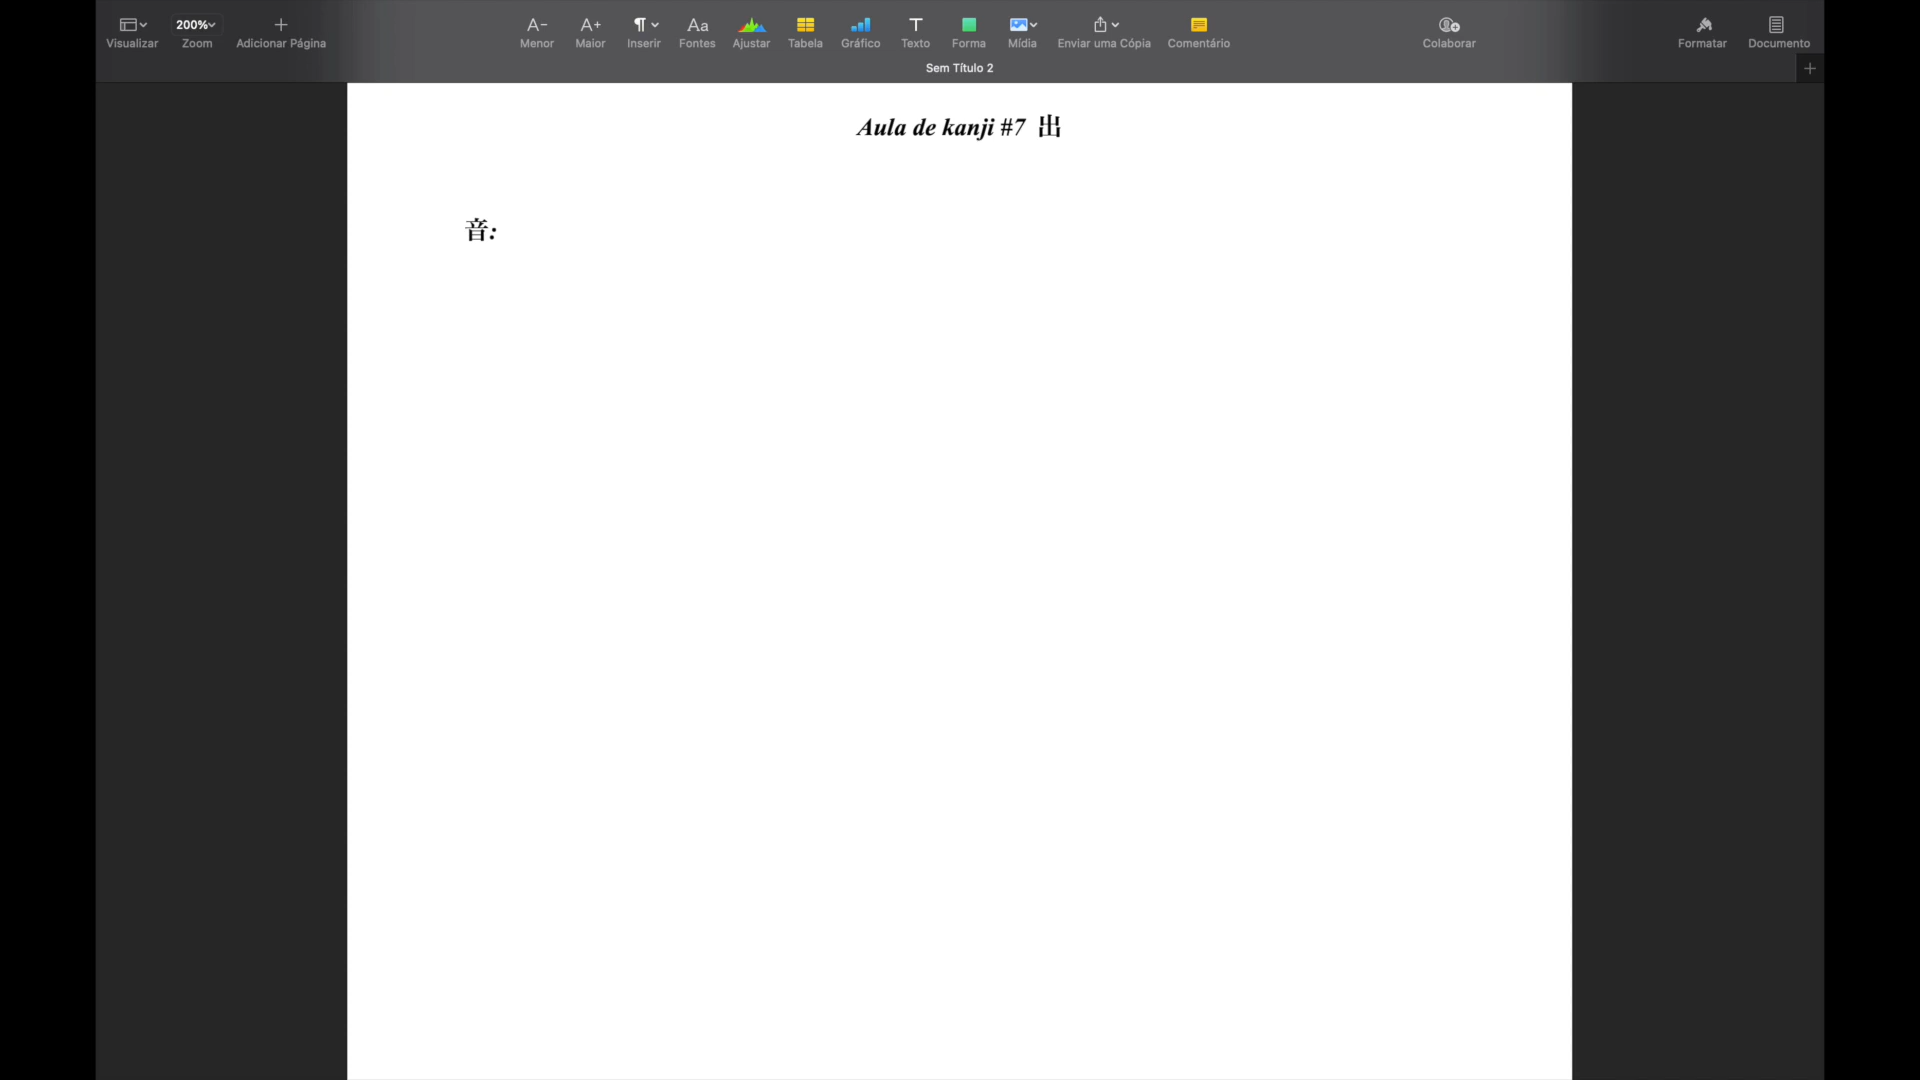 200%
Visualizar Zoom Adicionar Página Menor Maior Inserir Fontes Ajustar Tabela Gráfico Texto Forma Mídia Enviar uma Cópia Comentário Colaborar Formatar Documento
Sem Título 2
Aula de kanji #7 出
音: